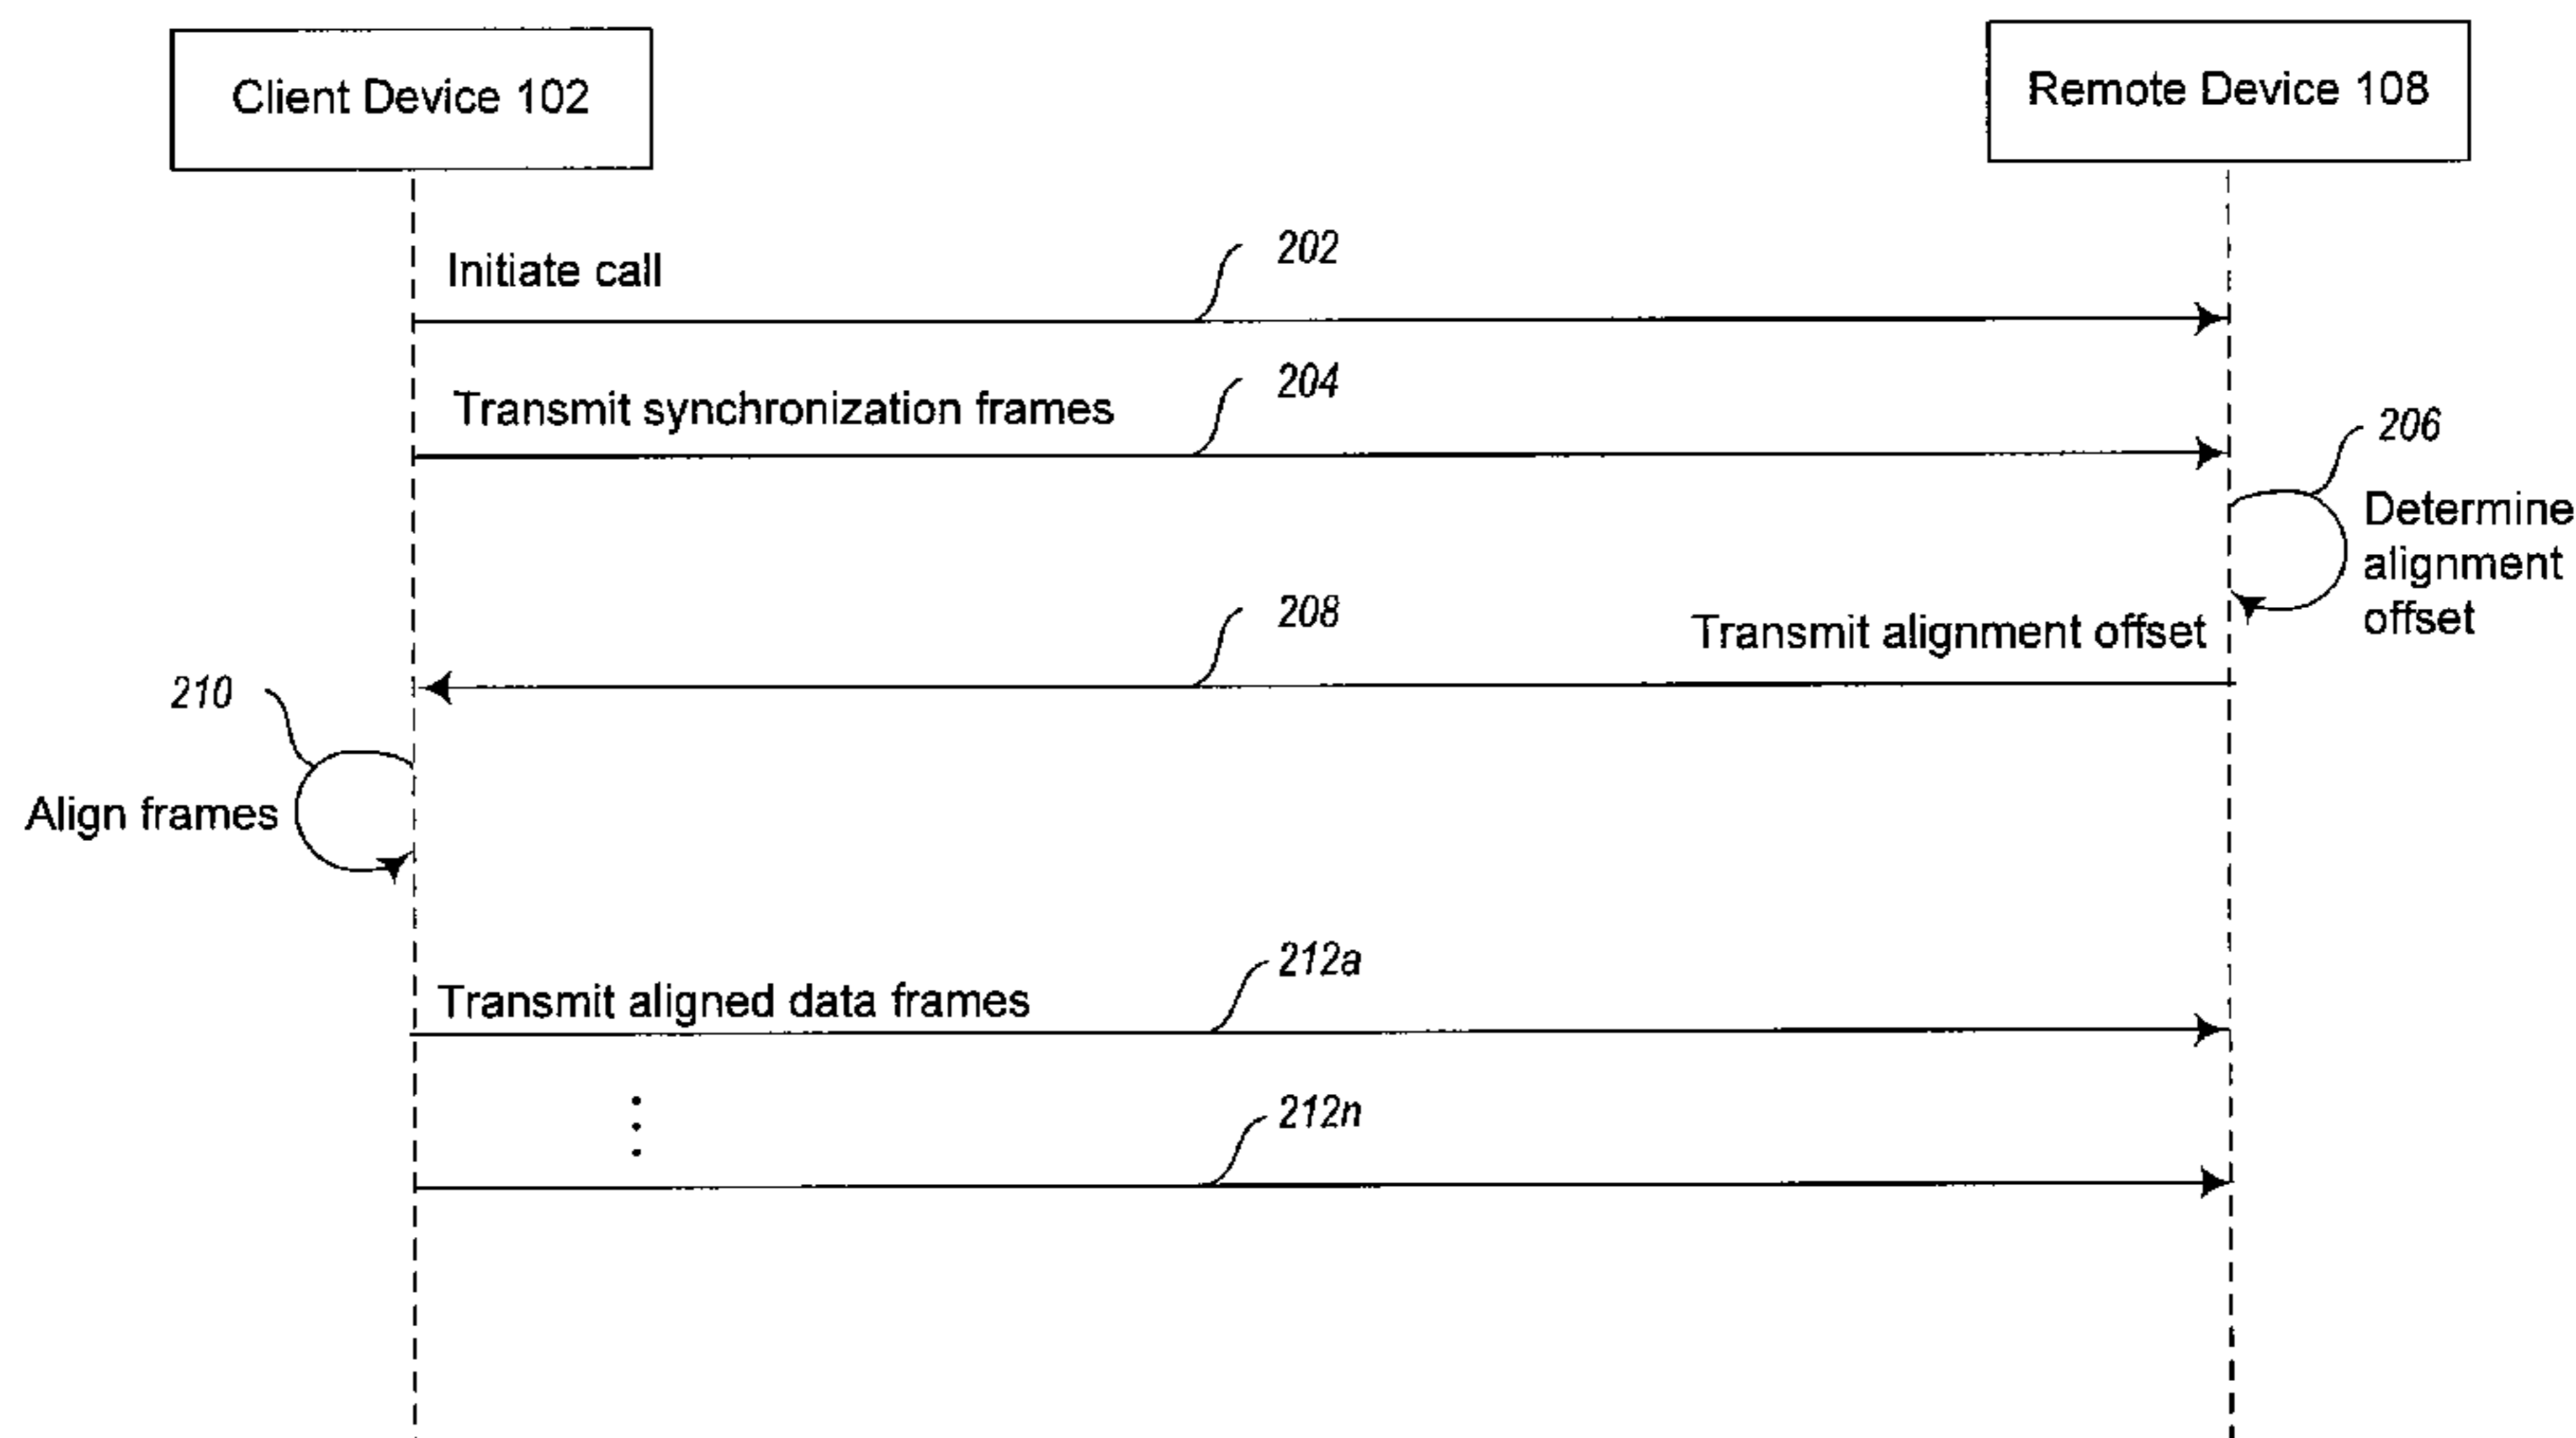 Client Device 102
Remote Device 108
202
Initiate call
204
Transmit synchronization frames
206
Determine
alignment
offset
208
Transmit alignment offset
210
Align frames
212a
Transmit aligned data frames
212n